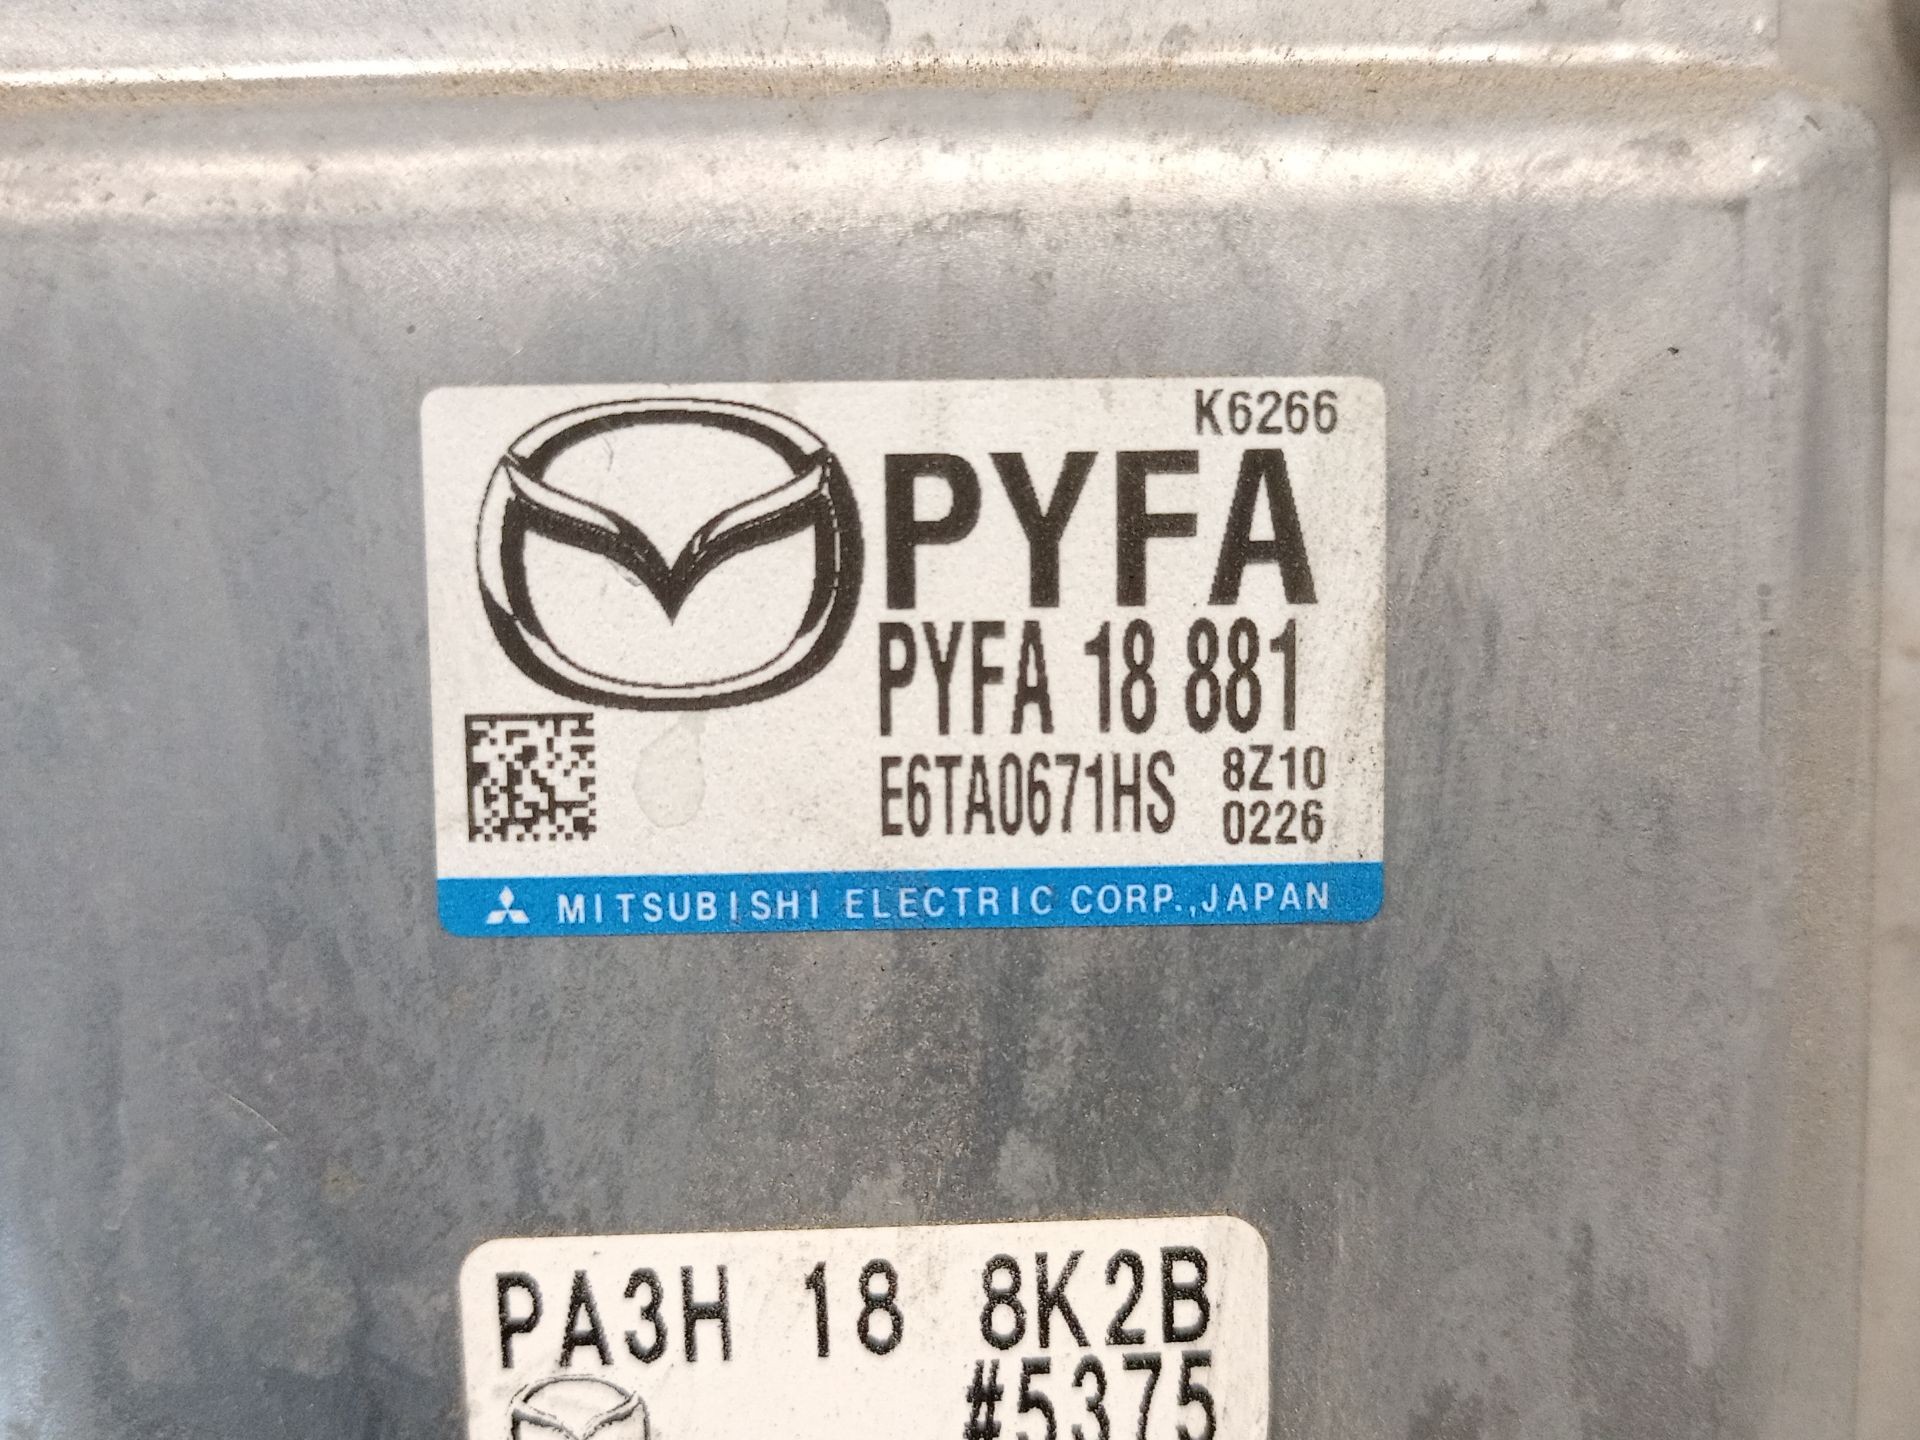 K6266
PYFA
PYFA 18 881
E6TA0671HS 8Z10
0226
MITSUBISHI ELECTRIC CORP.,JAPAN
PA3H 18 8K2B
#5375